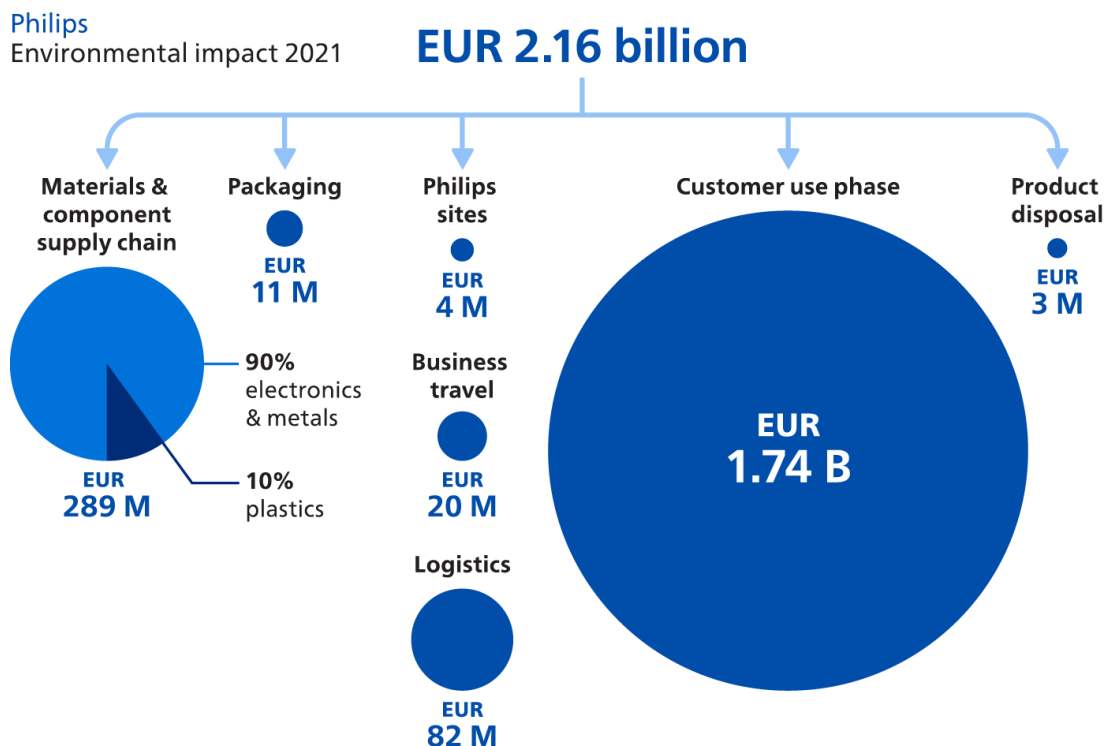 Philips
Environmental impact 2021
EUR 2.16 billion
Materials &
component
supply chain
EUR
289 M
90%
electronics
& metals
10%
plastics
Packaging
EUR
11 M
Philips
sites
EUR
4 M
Business
travel
EUR
20 M
Logistics
EUR
82 M
Customer use phase
EUR
1.74 B
Product
disposal
EUR
3 M